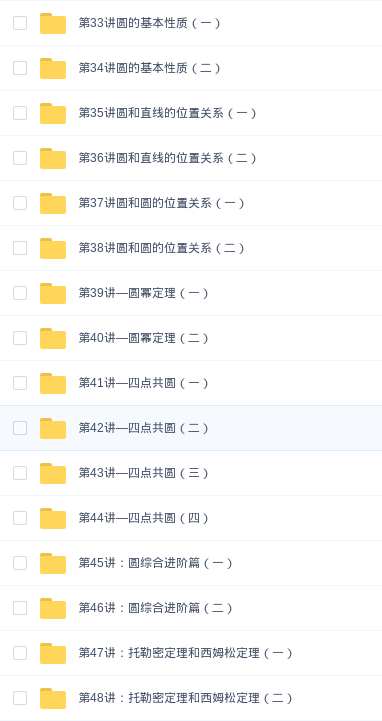 第33讲圆的基本性质（一）
第34讲圆的基本性质（二）
第35讲圆和直线的位置关系（一）
第36讲圆和直线的位置关系（二）
第37讲圆和圆的位置关系（一）
第38讲圆和圆的位置关系（二）
第39讲—圆幂定理（一）
第40讲—圆幂定理（二）
第41讲—四点共圆（一）
第42讲—四点共圆（二）
第43讲—四点共圆（三）
第44讲—四点共圆（四）
第45讲：圆综合进阶篇（一）
第46讲：圆综合进阶篇（二）
第47讲：托勒密定理和西姆松定理（一）
第48讲：托勒密定理和西姆松定理（二）